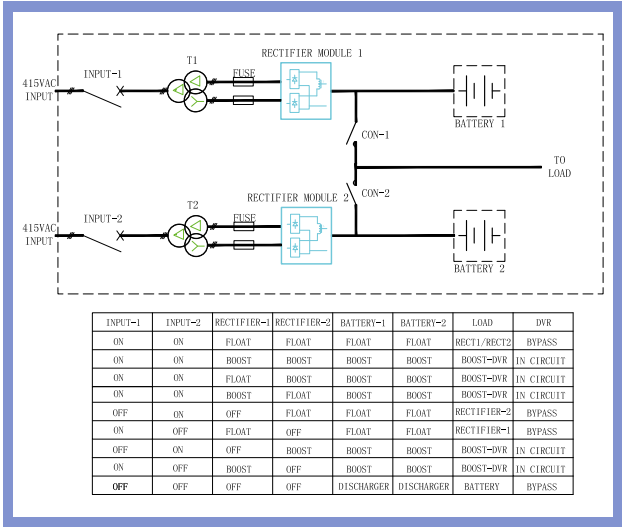 RECTIFIER MODULE 1
T1
INPUT-1
FUSE
415VAC
INPUT
BATTERY 1
CON-1
TO
LOAD
CON-2
RECTIFIER MODULE 2
T2
INPUT-2
FUSE
415VAC
INPUT
BATTERY 2
INPUT-1 INPUT-2 RECTIFIER-1 RECTIFIER-2 BATTERY-1 BATTERY-2 LOAD DVR
ON ON FLOAT FLOAT FLOAT FLOAT RECT1/RECT2 BYPASS
ON ON BOOST BOOST BOOST BOOST BOOST-DVR IN CIRCUIT
ON ON FLOAT BOOST BOOST BOOST BOOST-DVR IN CIRCUIT
ON ON BOOST FLOAT BOOST BOOST BOOST-DVR IN CIRCUIT
OFF ON OFF FLOAT FLOAT FLOAT RECTIFIER-2 BYPASS
ON OFF FLOAT OFF FLOAT FLOAT RECTIFIER-1 BYPASS
OFF ON OFF BOOST BOOST BOOST BOOST-DVR IN CIRCUIT
ON OFF BOOST OFF BOOST BOOST BOOST-DVR IN CIRCUIT
OFF OFF OFF OFF DISCHARGER DISCHARGER BATTERY BYPASS